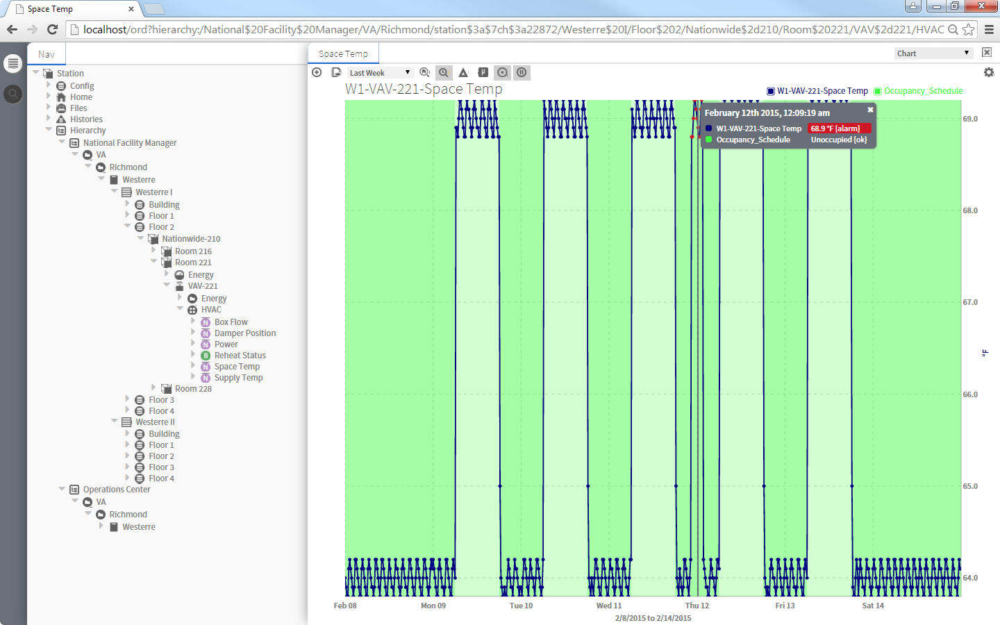 Space Temp
localhost/ord?hierarchy:/National$20Facility$20Manager/VA/Richmond/station$3a$7ch$3a22872/Westerre$20I/Floor$202/Nationwide$2d210/Room$20221/VAV$2d221/HVAC
Nav
Station
Config
Home
Files
Histories
Hierarchy
National Facility Manager
VA
Richmond
Westerre
Westerre I
Building
Floor 1
Floor 2
Nationwide-210
Room 216
Room 221
Energy
VAV-221
Energy
HVAC
N Box Flow
N Damper Position
N Power
B Reheat Status
N Space Temp
N Supply Temp
Room 228
Floor 3
Floor 4
Westerre II
Building
Floor 1
Floor 2
Floor 3
Floor 4
Operations Center
VA
Richmond
Westerre
Space Temp
Chart
Last Week
W1-VAV-221-Space Temp
W1-VAV-221-Space Temp Occupancy_Schedule
February 12th 2015, 12:09:19 am
W1-VAV-221-Space Temp 68.9 °F {alarm}
Occupancy_Schedule Unoccupied {ok}
69.0
68.0
67.0
°F
66.0
65.0
64.0
Feb 08 Mon 09 Tue 10 Wed 11 Thu 12 Fri 13 Sat 14
2/8/2015 to 2/14/2015